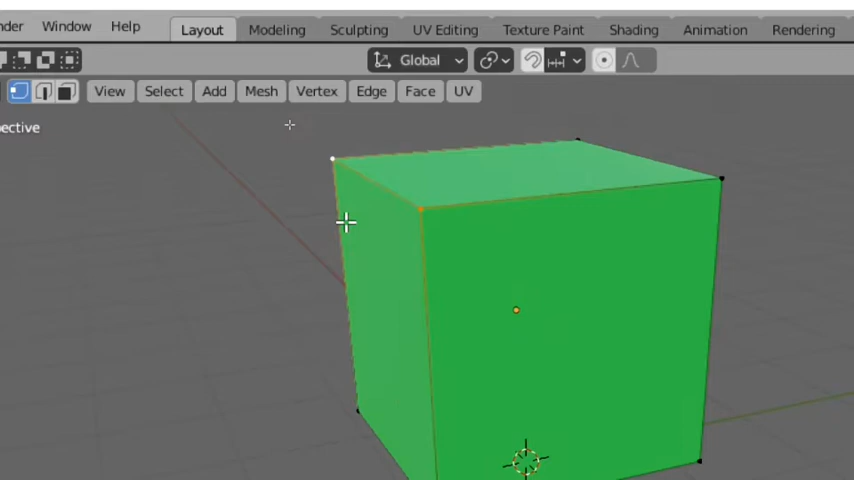 nder Window Help Layout Modeling Sculpting UV Editing Texture Paint Shading Animation Rendering
Global
View Select Add Mesh Vertex Edge Face UV
ective